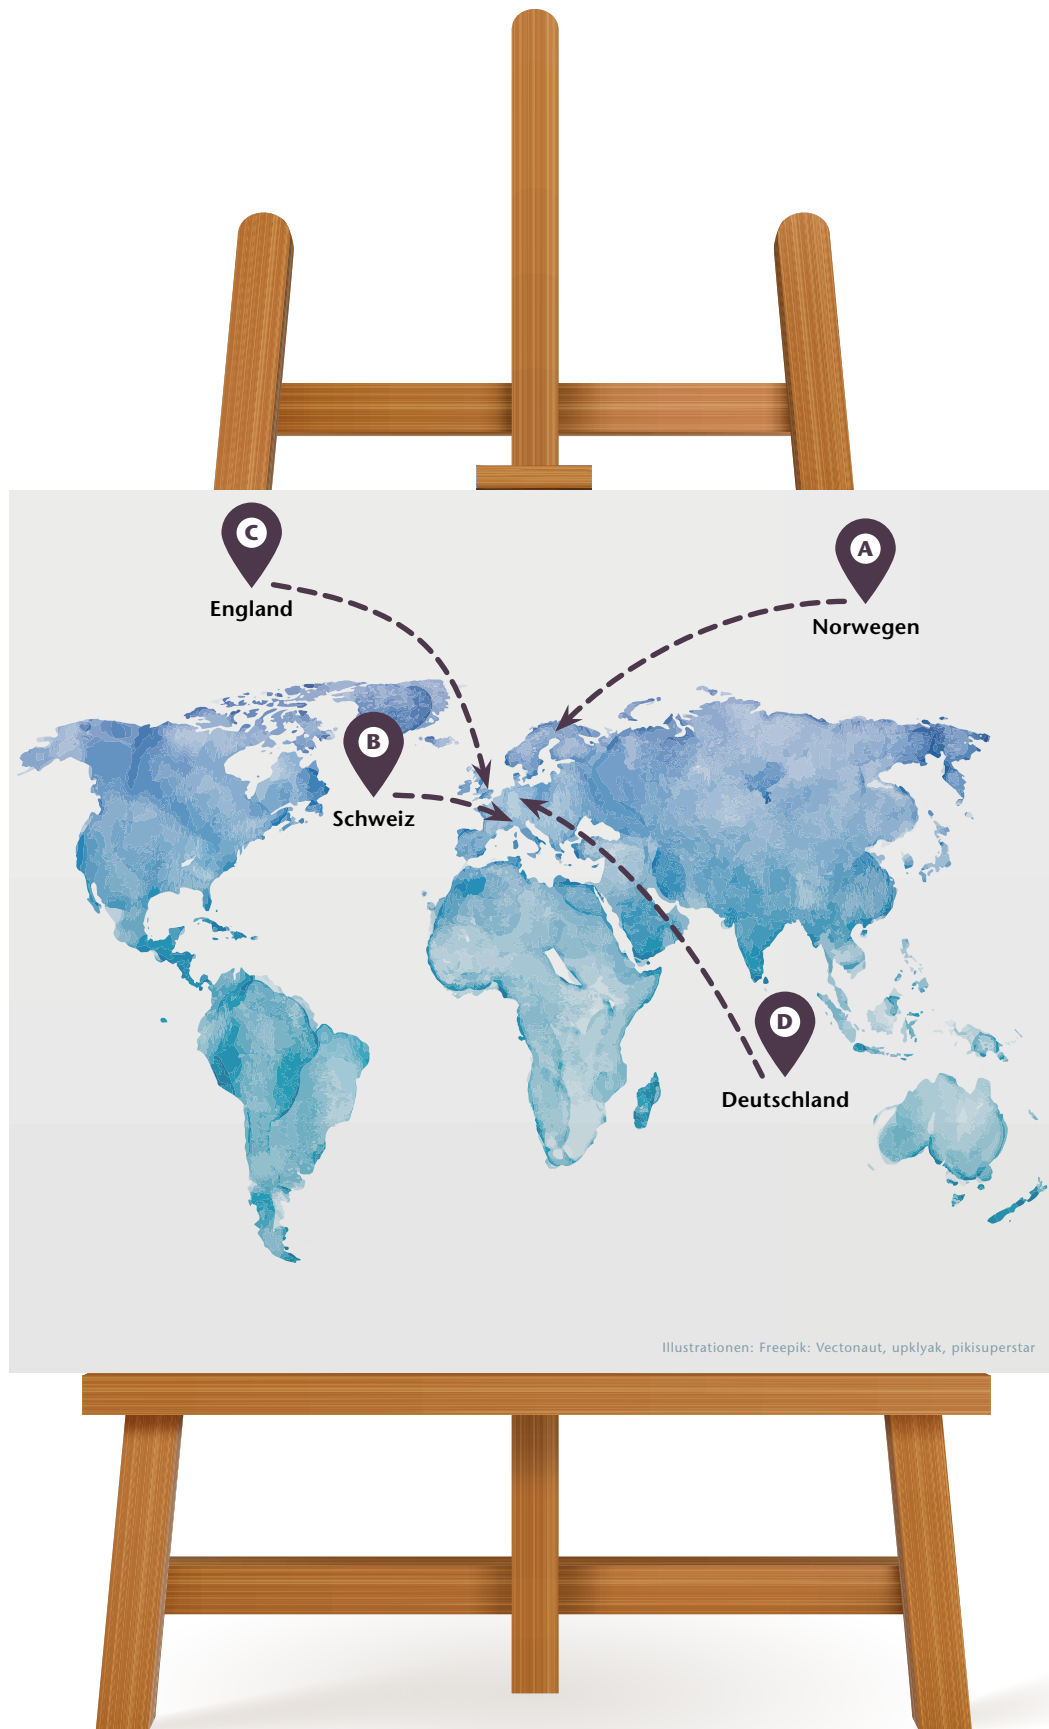 C
England
A
Norwegen
B
Schweiz
D
Deutschland
Illustrationen: Freepik: Vectonaut, upklyak, pikisuperstar